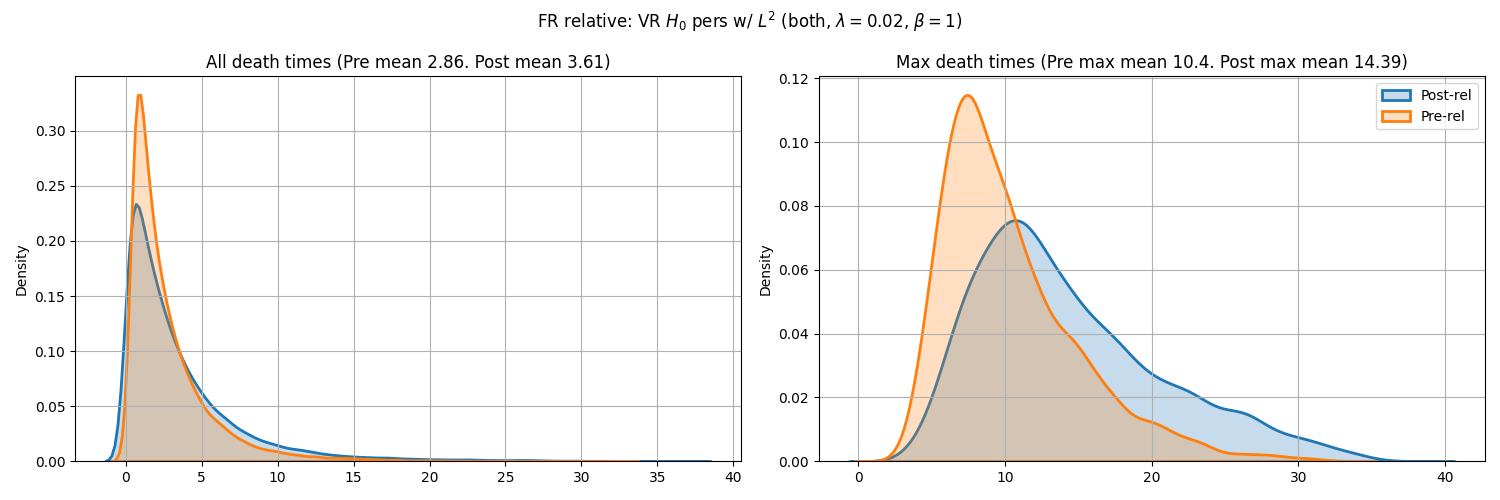 FR relative: VR $H_0$ pers w/ $L^2$ (both, $\lambda = 0.02$, $\beta = 1$)
All death times (Pre mean 2.86. Post mean 3.61)
Density
0.30
0.25
0.20
0.15
0.10
0.05
0.00
0 5 10 15 20 25 30 35 40
Max death times (Pre max mean 10.4. Post max mean 14.39)
Post-rel
Pre-rel
Density
0.12
0.10
0.08
0.06
0.04
0.02
0.00
0 10 20 30 40